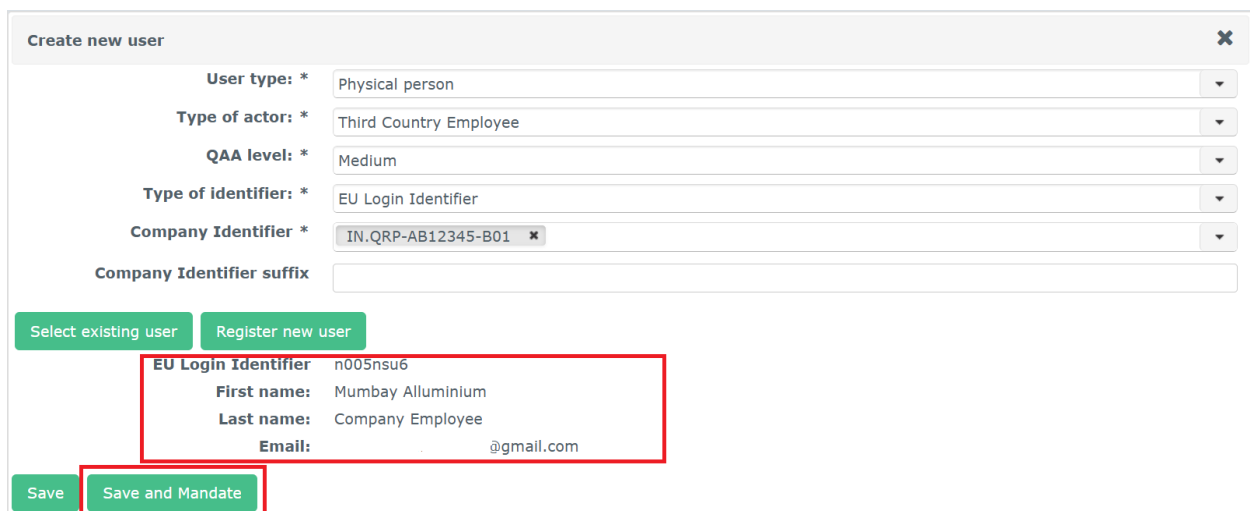 Create new user
User type: * Physical person
Type of actor: * Third Country Employee
QAA level: * Medium
Type of identifier: * EU Login Identifier
Company Identifier * IN.QRP-AB12345-B01
Company Identifier suffix
Select existing user Register new user
EU Login Identifier n005nsu6
First name: Mumbay Alluminium
Last name: Company Employee
Email: @gmail.com
Save Save and Mandate